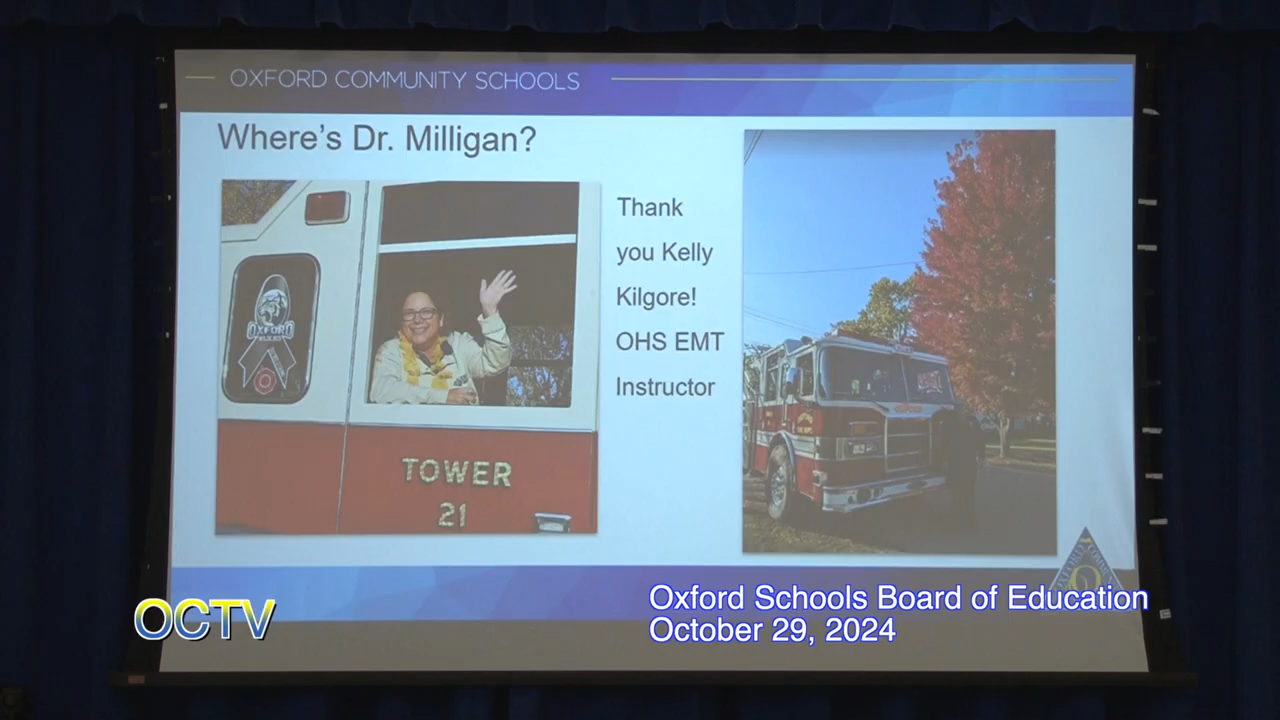 OXFORD COMMUNITY SCHOOLS
Where's Dr. Milligan?
Thank
you Kelly
Kilgore!
OHS EMT
Instructor
OXFORD
TOWER
21
OCTV
Oxford Schools Board of Education
October 29, 2024